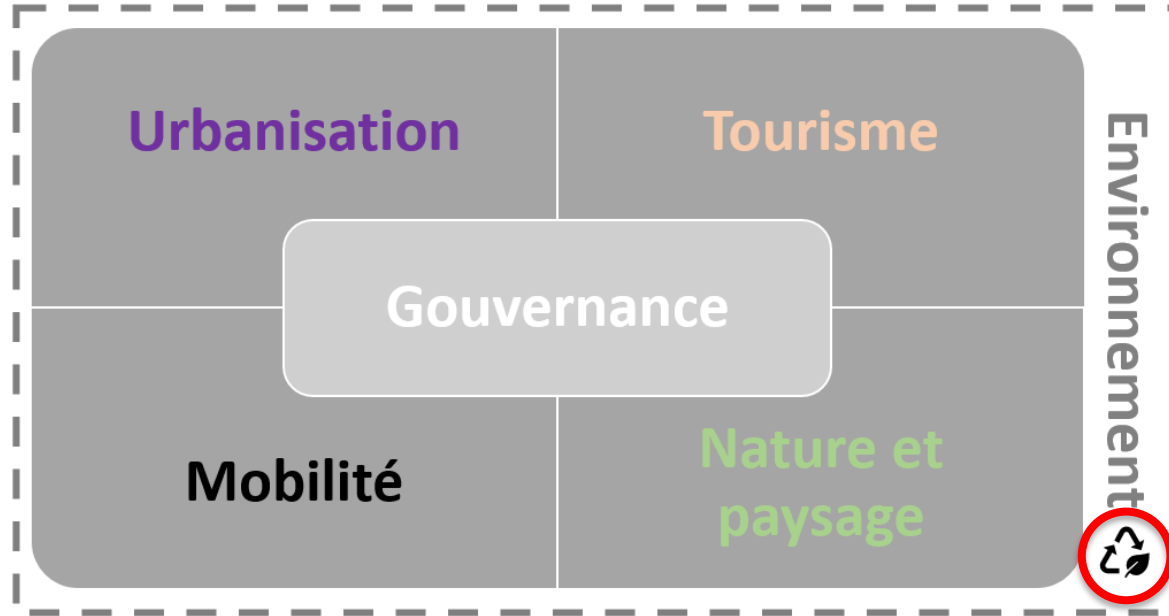 Urbanisation
Tourisme
Gouvernance
Mobilité
Nature et
paysage
Environnement